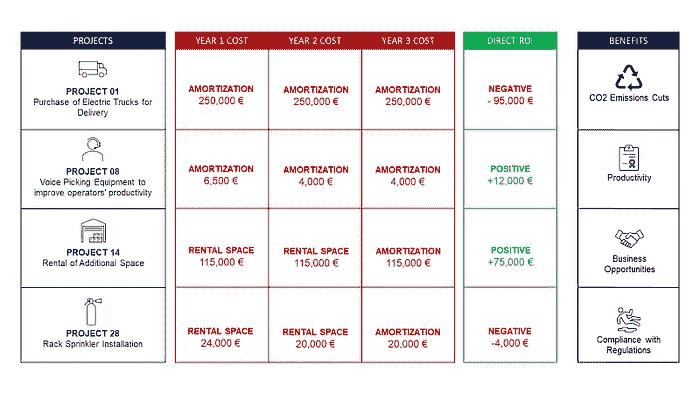 PROJECTS
YEAR 1 COST
YEAR 2 COST
YEAR 3 COST
DIRECT ROI
BENEFITS
PROJECT 01
Purchase of Electric Trucks for
Delivery
AMORTIZATION
250,000 €
AMORTIZATION
250,000 €
AMORTIZATION
250,000 €
NEGATIVE
- 95,000 €
CO2 Emissions Cuts
PROJECT 08
Voice Picking Equipment to
improve operators' productivity
AMORTIZATION
6,500 €
AMORTIZATION
4,000 €
AMORTIZATION
4,000 €
POSITIVE
+12,000 €
Productivity
PROJECT 14
Rental of Additional Space
RENTAL SPACE
115,000 €
RENTAL SPACE
115,000 €
AMORTIZATION
115,000 €
POSITIVE
+75,000 €
Business
Opportunities
PROJECT 28
Rack Sprinkler Installation
RENTAL SPACE
24,000 €
RENTAL SPACE
20,000 €
AMORTIZATION
20,000 €
NEGATIVE
-4,000 €
Compliance with
Regulations